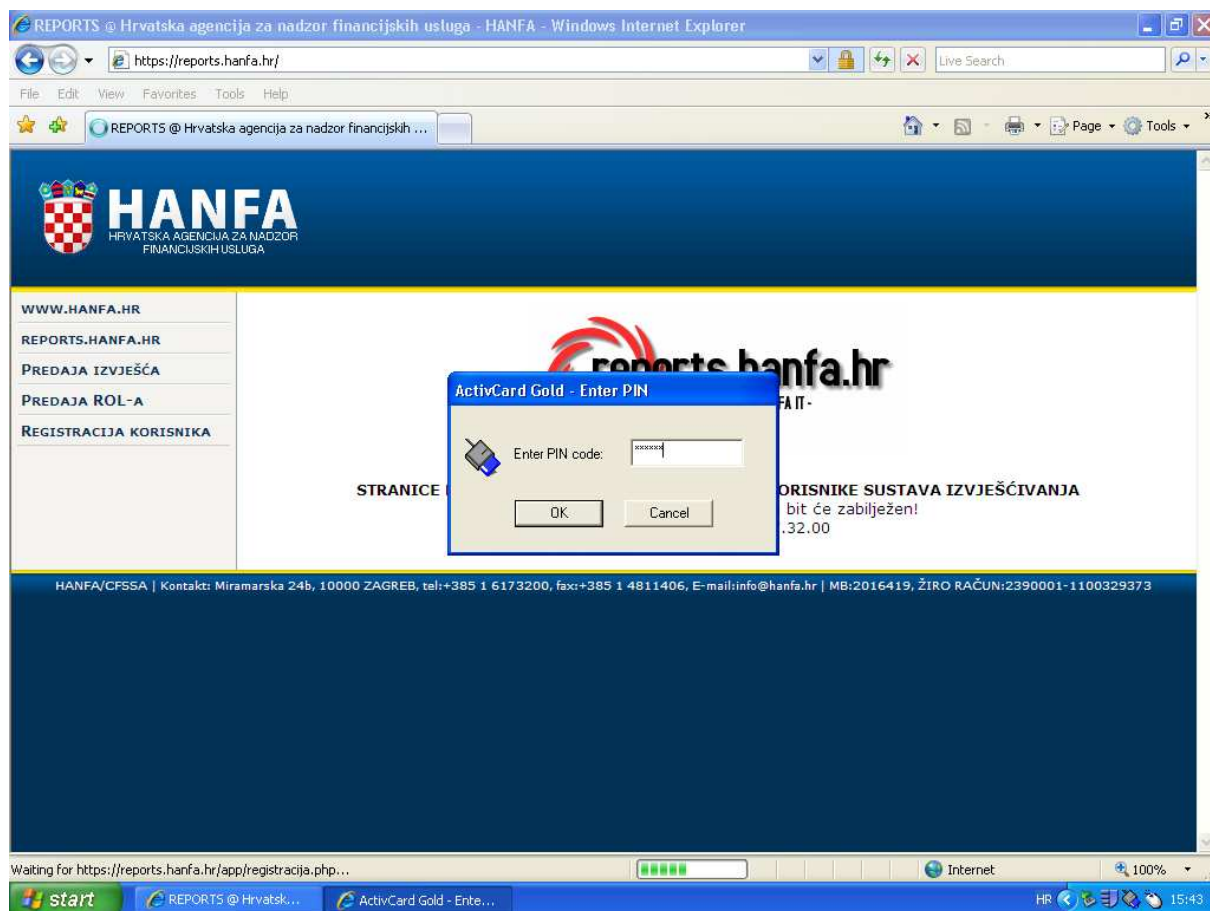 REPORTS @ Hrvatska agencija za nadzor financijskih usluga - HANFA - Windows Internet Explorer
https://reports.hanfa.hr/
Live Search
File Edit View Favorites Tools Help
REPORTS @ Hrvatska agencija za nadzor financijskih ...
Page Tools
HANFA
HRVATSKA AGENCIJA ZA NADZOR
FINANCIJSKIH USLUGA
WWW.HANFA.HR
REPORTS.HANFA.HR
PREDAJA IZVJEŠĆA
PREDAJA ROL-A
REGISTRACIJA KORISNIKA
reports.hanfa.hr
FA IT -
ActivCard Gold - Enter PIN
Enter PIN code: ******
OK Cancel
STRANICE
ORISNIKE SUSTAVA IZVJEŠĆIVANJA
bit će zabilježen!
.32.00
HANFA/CFSSA | Kontakt: Miramarska 24b, 10000 ZAGREB, tel:+385 1 6173200, fax:+385 1 4811406, E-mail:info@hanfa.hr | MB:2016419, ŽIRO RAČUN:2390001-1100329373
Waiting for https://reports.hanfa.hr/app/registracija.php...
Internet
100%
start
REPORTS @ Hrvatsk...
ActivCard Gold - Ente...
HR
15:43